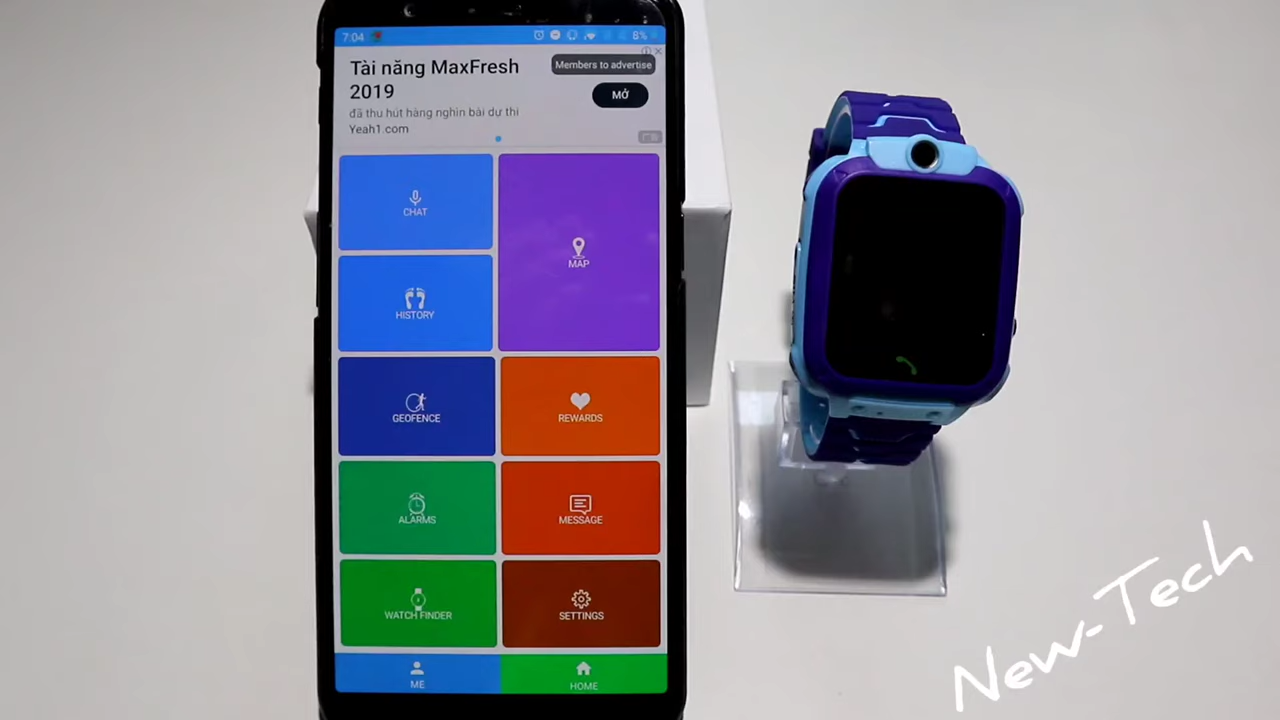 7:04
8%
Tài năng MaxFresh
2019
Members to advertise
MỞ
đã thu hút hàng nghìn bài dự thi
Yeah1.com
CHAT
MAP
HISTORY
GEOFENCE
REWARDS
ALARMS
MESSAGE
WATCH FINDER
SETTINGS
ME
HOME
New-Tech